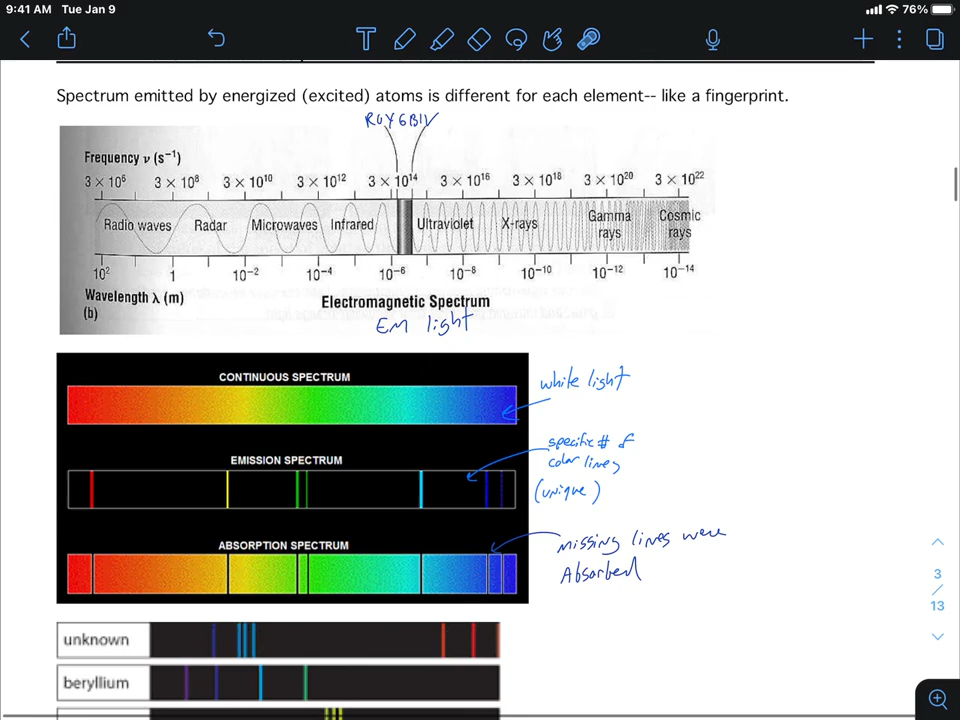 9:41 AM Tue Jan 9
76%
Spectrum emitted by energized (excited) atoms is different for each element-- like a fingerprint.
ROYGBIV
Frequency ν (s⁻¹)
3 × 10⁶ 3 × 10⁸ 3 × 10¹⁰ 3 × 10¹² 3 × 10¹⁴ 3 × 10¹⁶ 3 × 10¹⁸ 3 × 10²⁰ 3 × 10²²
Radio waves Radar Microwaves Infrared Ultraviolet X-rays Gamma rays Cosmic rays
10² 1 10⁻² 10⁻⁴ 10⁻⁶ 10⁻⁸ 10⁻¹⁰ 10⁻¹² 10⁻¹⁴
Wavelength λ (m)
(b)
Electromagnetic Spectrum
EM light
CONTINUOUS SPECTRUM
white light
EMISSION SPECTRUM
specific # of
color lines
(unique)
ABSORPTION SPECTRUM
missing lines were
Absorbed
3
/
13
unknown
beryllium